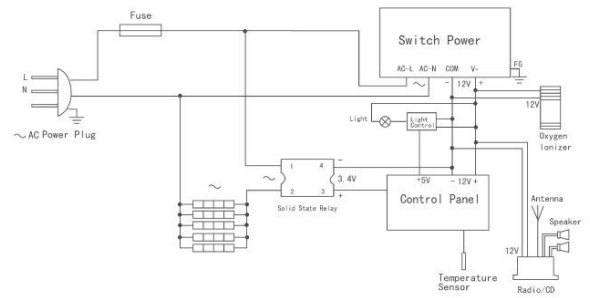 Fuse
Switch Power
AC-L AC-N COM V-
FG
～ - 12V +
L
N
12V
Light
Light
Control
～AC Power Plug
Oxygen
Ionizer
1 4 -
～ 3.4V
2 3 +
+5V - 12V +
～
Solid State Relay
Control Panel
Antenna
Speaker
12V
Temperature
Sensor
Radio/CD